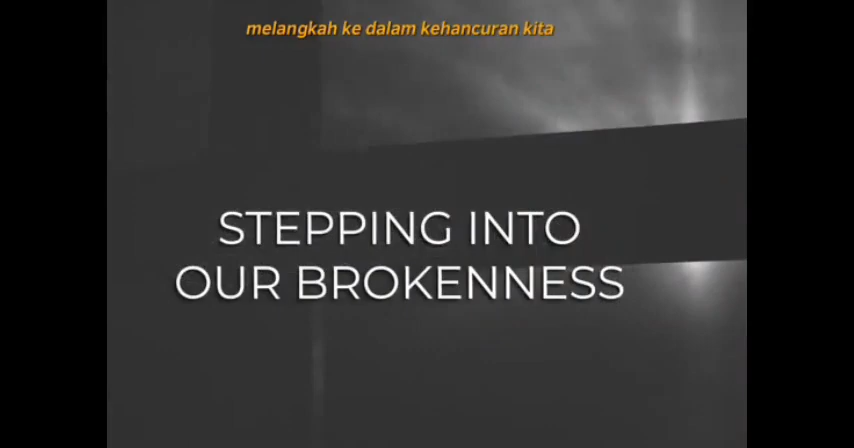 melangkah ke dalam kehancuran kita
STEPPING INTO
OUR BROKENNESS